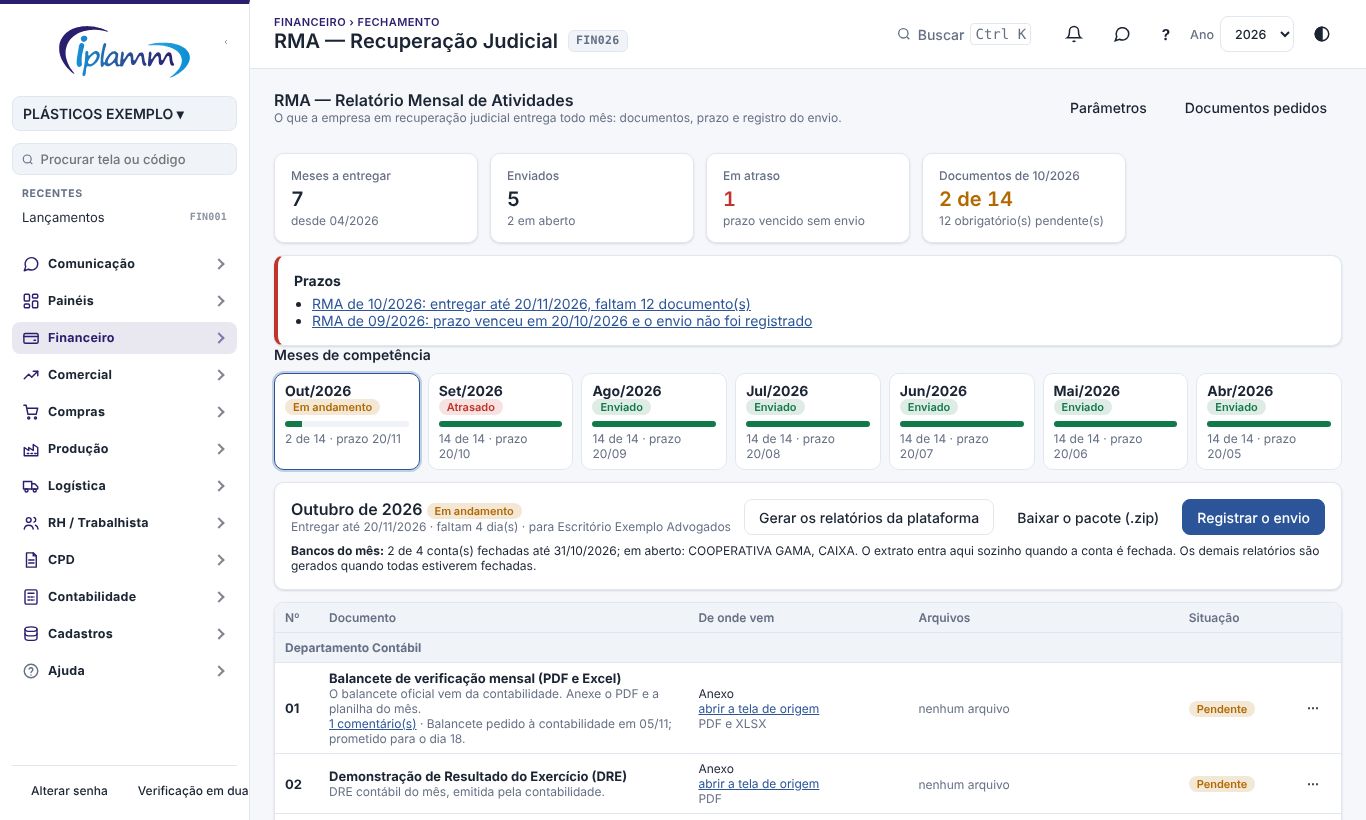 iplamm
‹
PLÁSTICOS EXEMPLO ▾
Procurar tela ou código
RECENTES
Lançamentos FIN001
Comunicação
Painéis
Financeiro
Comercial
Compras
Produção
Logística
RH / Trabalhista
CPD
Contabilidade
Cadastros
Ajuda
Alterar senha Verificação em dua
FINANCEIRO › FECHAMENTO
RMA — Recuperação Judicial FIN026
Buscar Ctrl K ? Ano 2026
RMA — Relatório Mensal de Atividades
O que a empresa em recuperação judicial entrega todo mês: documentos, prazo e registro do envio.
Parâmetros Documentos pedidos
Meses a entregar
7
desde 04/2026
Enviados
5
2 em aberto
Em atraso
1
prazo vencido sem envio
Documentos de 10/2026
2 de 14
12 obrigatório(s) pendente(s)
Prazos
• RMA de 10/2026: entregar até 20/11/2026, faltam 12 documento(s)
• RMA de 09/2026: prazo venceu em 20/10/2026 e o envio não foi registrado
Meses de competência
Out/2026
Em andamento
2 de 14 · prazo 20/11
Set/2026
Atrasado
14 de 14 · prazo
20/10
Ago/2026
Enviado
14 de 14 · prazo
20/09
Jul/2026
Enviado
14 de 14 · prazo
20/08
Jun/2026
Enviado
14 de 14 · prazo
20/07
Mai/2026
Enviado
14 de 14 · prazo
20/06
Abr/2026
Enviado
14 de 14 · prazo
20/05
Outubro de 2026 Em andamento
Entregar até 20/11/2026 · faltam 4 dia(s) · para Escritório Exemplo Advogados
Gerar os relatórios da plataforma Baixar o pacote (.zip) Registrar o envio
Bancos do mês: 2 de 4 conta(s) fechadas até 31/10/2026; em aberto: COOPERATIVA GAMA, CAIXA. O extrato entra aqui sozinho quando a conta é fechada. Os demais relatórios são
gerados quando todas estiverem fechadas.
Nº Documento De onde vem Arquivos Situação
Departamento Contábil
01
Balancete de verificação mensal (PDF e Excel)
O balancete oficial vem da contabilidade. Anexe o PDF e a
planilha do mês.
1 comentário(s) · Balancete pedido à contabilidade em 05/11;
prometido para o dia 18.
Anexo
abrir a tela de origem
PDF e XLSX
nenhum arquivo
Pendente
···
02
Demonstração de Resultado do Exercício (DRE)
DRE contábil do mês, emitida pela contabilidade.
Anexo
abrir a tela de origem
PDF
nenhum arquivo
Pendente
···